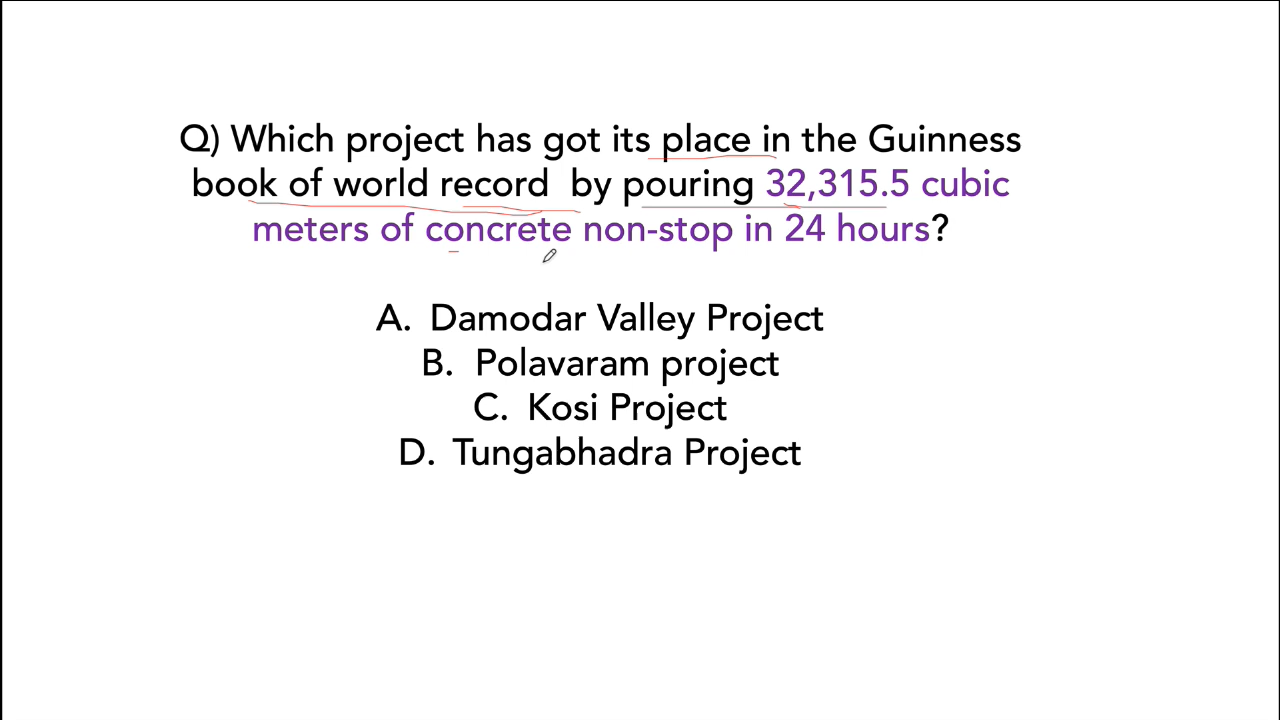 Q) Which project has got its place in the Guinness
book of world record by pouring 32,315.5 cubic
meters of concrete non-stop in 24 hours?
A. Damodar Valley Project
B. Polavaram project
C. Kosi Project
D. Tungabhadra Project